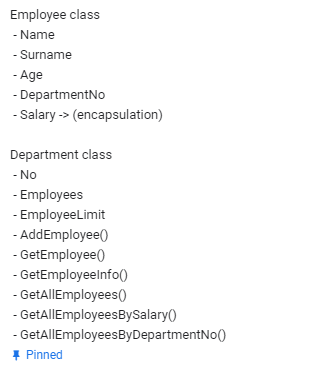 Employee class
- Name
- Surname
- Age
- DepartmentNo
- Salary -> (encapsulation)
Department class
- No
- Employees
- EmployeeLimit
- AddEmployee()
- GetEmployee()
- GetEmployeeInfo()
- GetAllEmployees()
- GetAllEmployeesBySalary()
- GetAllEmployeesByDepartmentNo()
Pinned